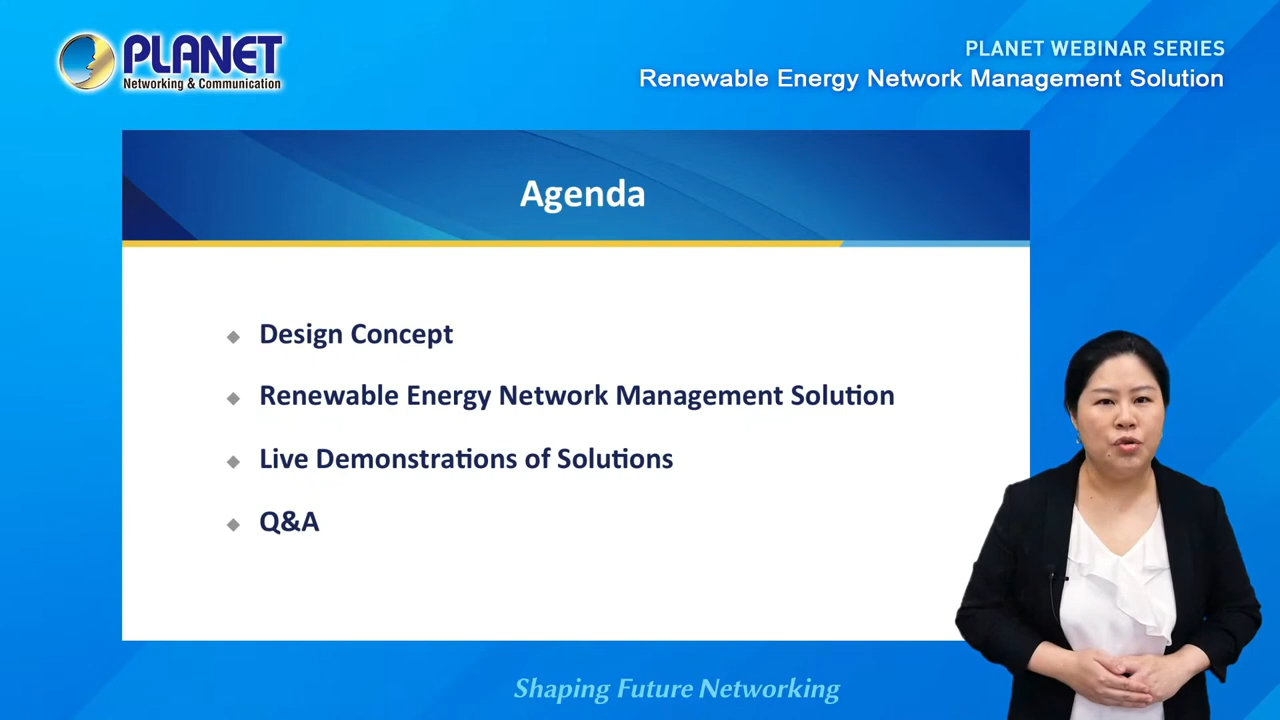 PLANET
Networking & Communication
PLANET WEBINAR SERIES
Renewable Energy Network Management Solution
Agenda
Design Concept
Renewable Energy Network Management Solution
Live Demonstrations of Solutions
Q&A
Shaping Future Networking